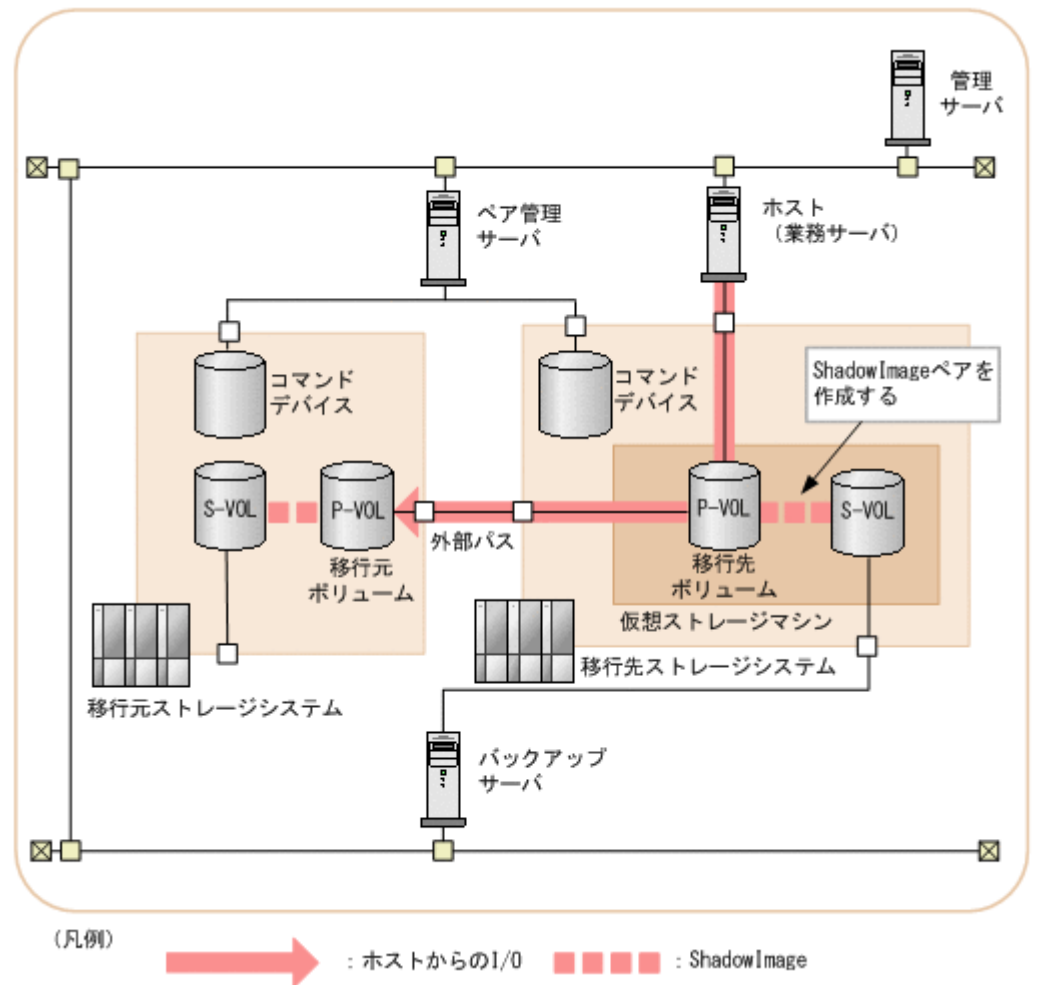 管理
サーバ
ペア管理
サーバ
ホスト
(業務サーバ)
コマンド
デバイス
コマンド
デバイス
ShadowImageペアを
作成する
S-VOL
P-VOL
P-VOL
S-VOL
外部パス
移行元
ボリューム
移行先
ボリューム
仮想ストレージマシン
移行先ストレージシステム
移行元ストレージシステム
バックアップ
サーバ
(凡例)
:ホストからのI/O
:ShadowImage